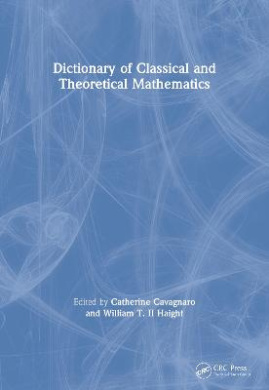 Dictionary of Classical and
Theoretical Mathematics
Edited by Catherine Cavagnaro
and William T. II Haight
CRC Press